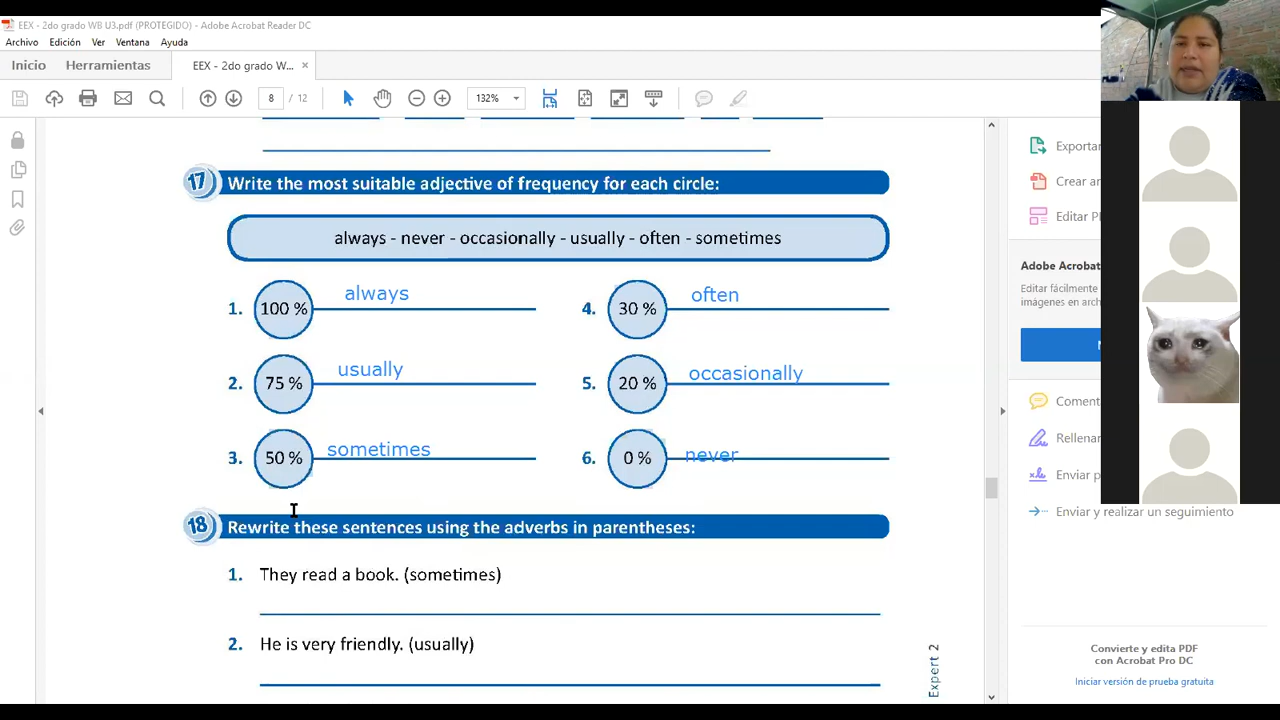 EEX - 2do grado WB U3.pdf (PROTEGIDO) - Adobe Acrobat Reader DC
Archivo Edición Ver Ventana Ayuda
Inicio Herramientas EEX - 2do grado W... ×
8 / 12 132%
17 Write the most suitable adjective of frequency for each circle:
always - never - occasionally - usually - often - sometimes
1. 100 % always 4. 30 % often
2. 75 % usually 5. 20 % occasionally
3. 50 % sometimes 6. 0 % never
18 Rewrite these sentences using the adverbs in parentheses:
1. They read a book. (sometimes)
2. He is very friendly. (usually)
Expert 2
Exportar
Crear ar
Editar P
Adobe Acrobat
Editar fácilmente
imágenes en arch
Coment
Rellena
Enviar p
Enviar y realizar un seguimiento
Convierte y edita PDF
con Acrobat Pro DC
Iniciar versión de prueba gratuita